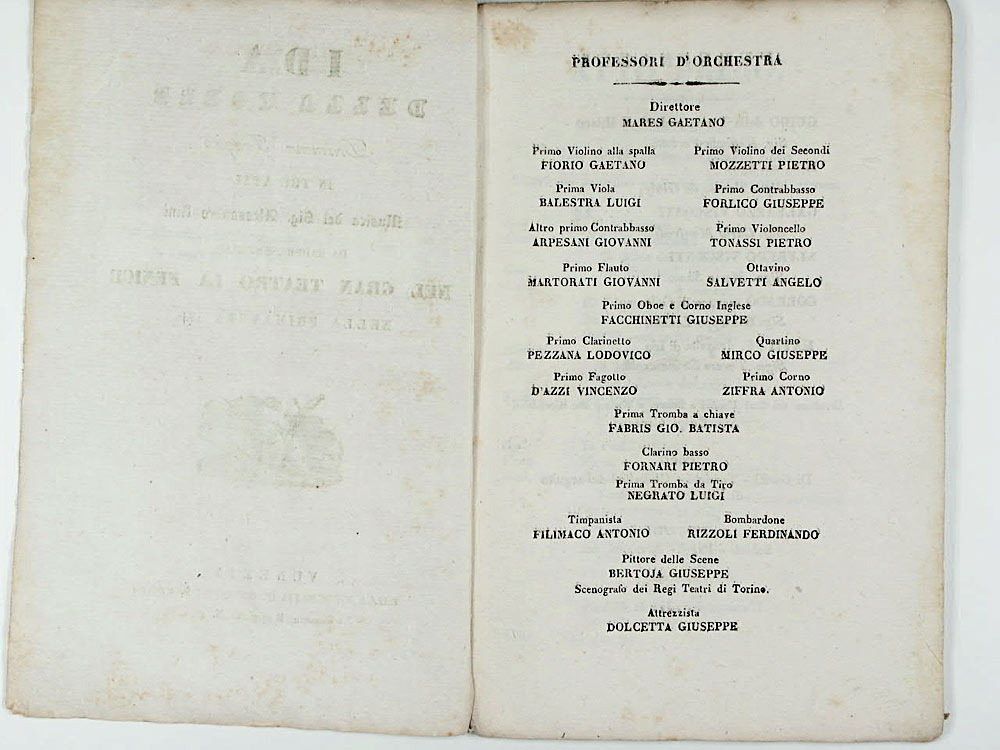 PROFESSORI D'ORCHESTRA
Direttore
MARES GAETANO
Primo Violino alla spalla
FIORIO GAETANO
Primo Violino dei Secondi
MOZZETTI PIETRO
Prima Viola
BALESTRA LUIGI
Primo Contrabbasso
FORLICO GIUSEPPE
Altro primo Contrabbasso
ARPESANI GIOVANNI
Primo Violoncello
TONASSI PIETRO
Primo Flauto
MARTORATI GIOVANNI
Ottavino
SALVETTI ANGELO
Primo Oboe e Corno Inglese
FACCHINETTI GIUSEPPE
Primo Clarinetto
PEZZANA LODOVICO
Quartino
MIRCO GIUSEPPE
Primo Fagotto
D'AZZI VINCENZO
Primo Corno
ZIFFRA ANTONIO
Prima Tromba a chiave
FABRIS GIO. BATISTA
Clarino basso
FORNARI PIETRO
Prima Tromba da Tiro
NEGRATO LUIGI
Timpanista
FILIMACO ANTONIO
Bombardone
RIZZOLI FERDINANDO
Pittore delle Scene
BERTOJA GIUSEPPE
Scenografo dei Regi Teatri di Torino.
Attrezzista
DOLCETTA GIUSEPPE